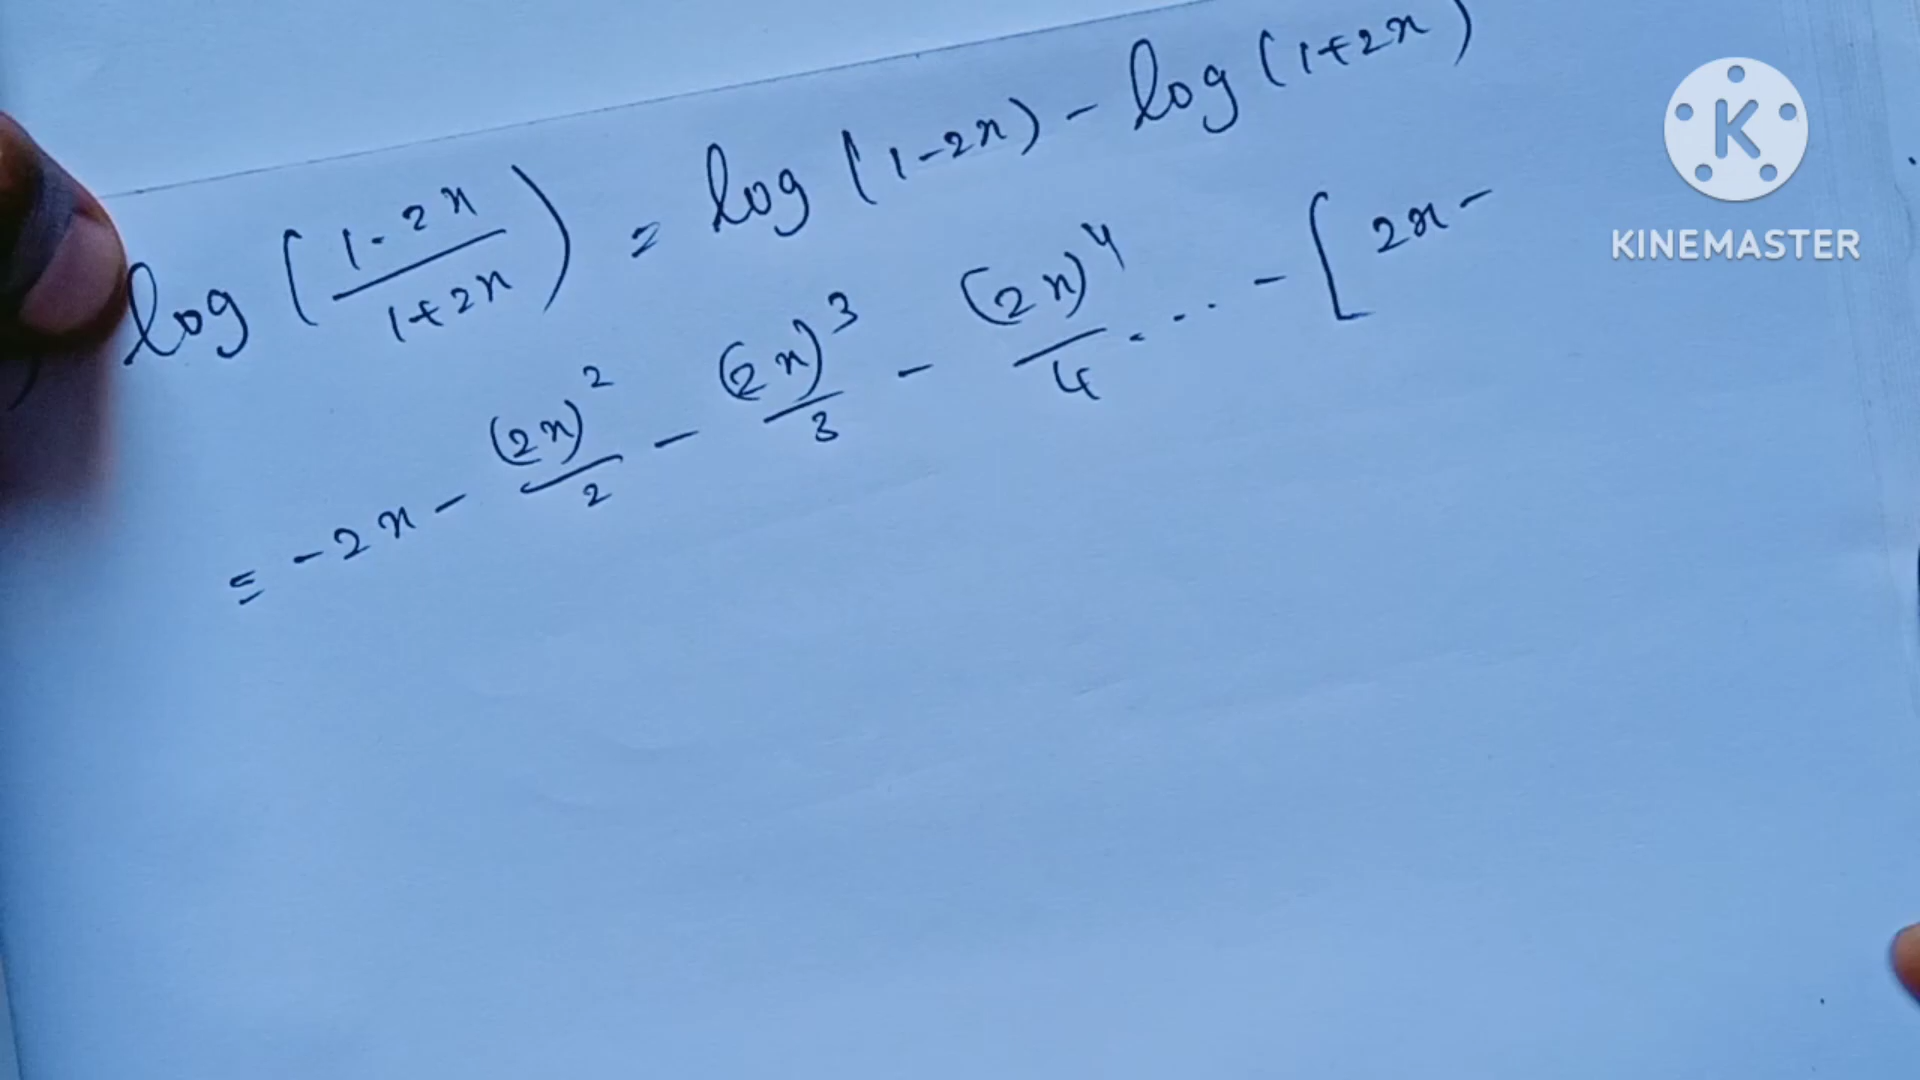 log (1-2x/1+2x) = log (1-2x) - log (1+2x)
= -2x - (2x)^2/2 - (2x)^3/3 - (2x)^4/4 ... - [2x -
K
KINEMASTER